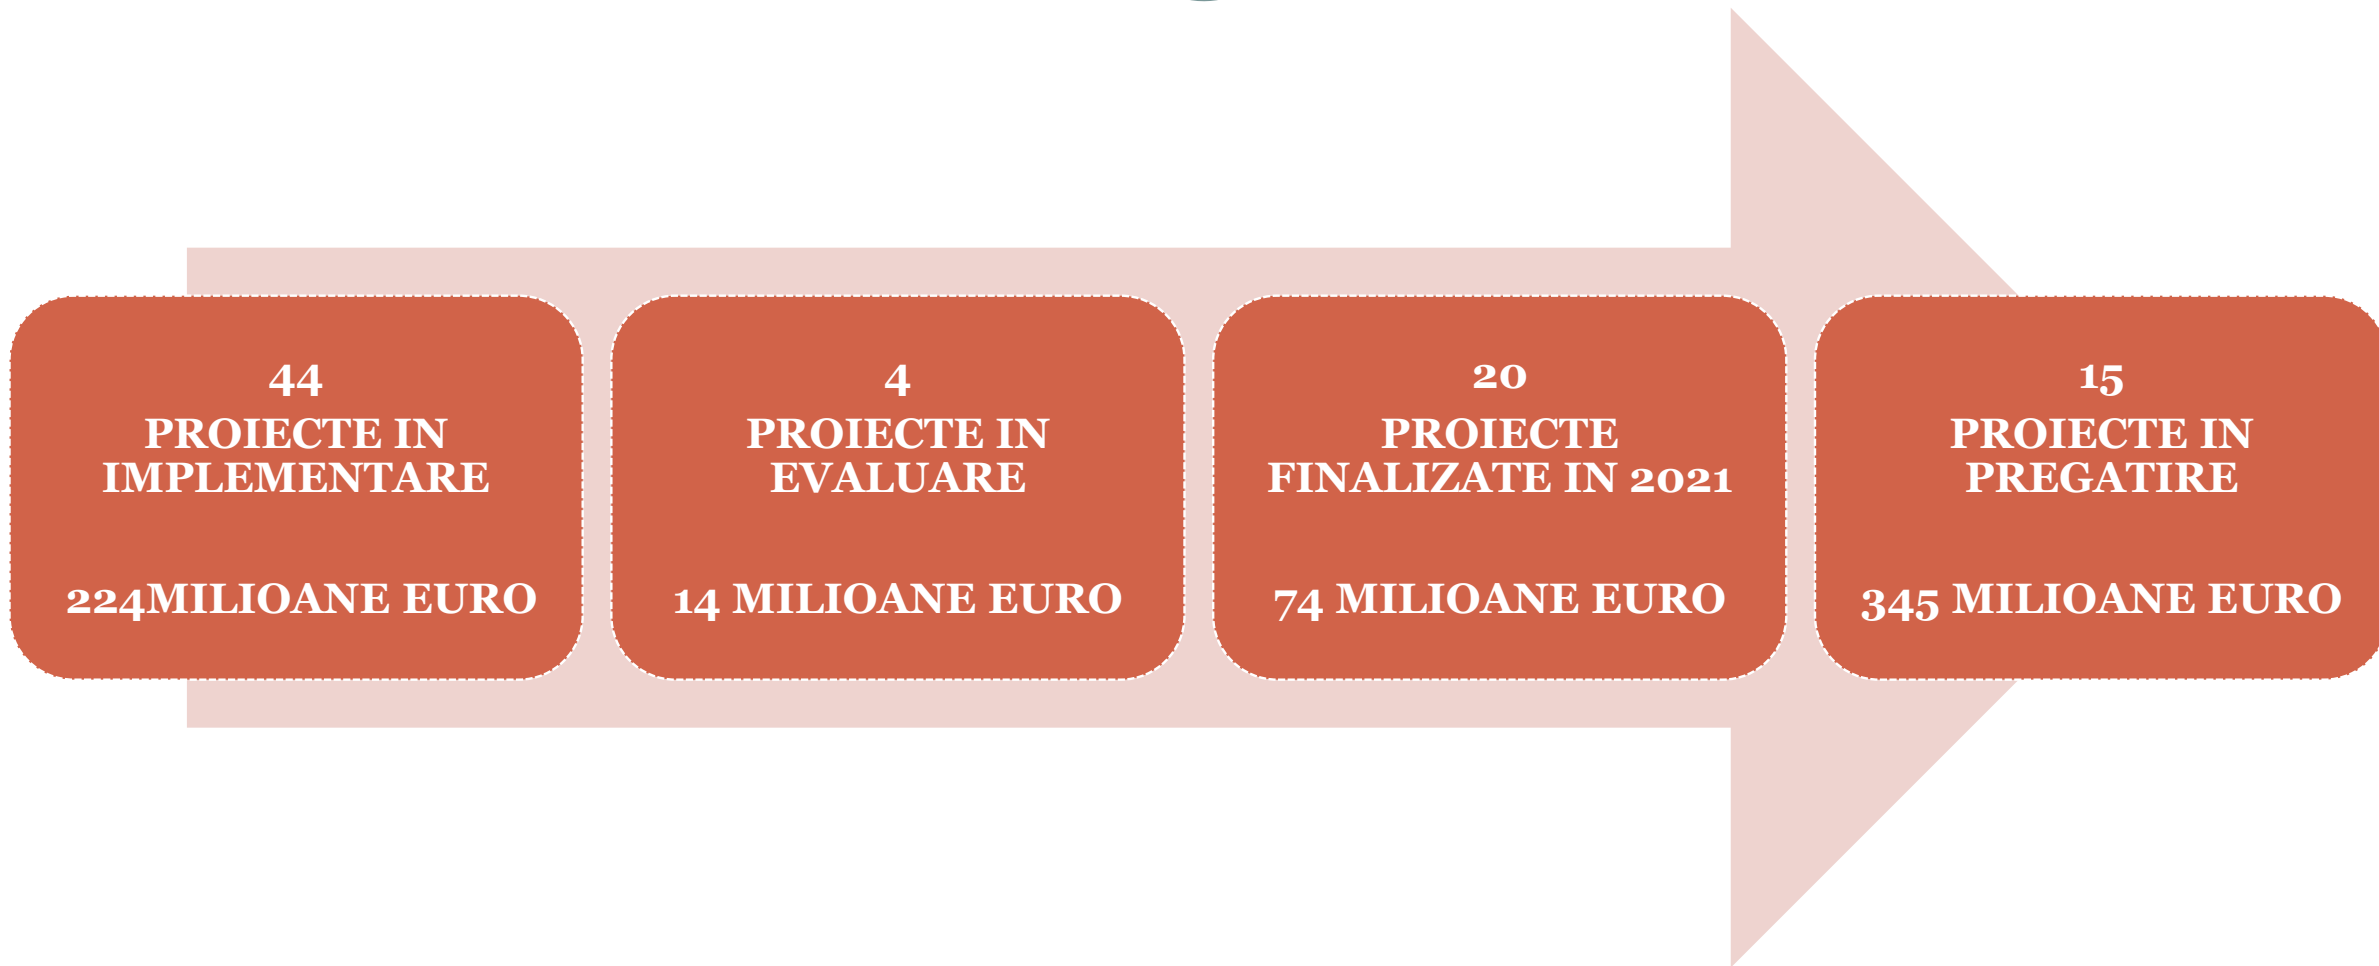 44
PROIECTE IN
IMPLEMENTARE
224MILIOANE EURO
4
PROIECTE IN
EVALUARE
14 MILIOANE EURO
20
PROIECTE
FINALIZATE IN 2021
74 MILIOANE EURO
15
PROIECTE IN
PREGATIRE
345 MILIOANE EURO